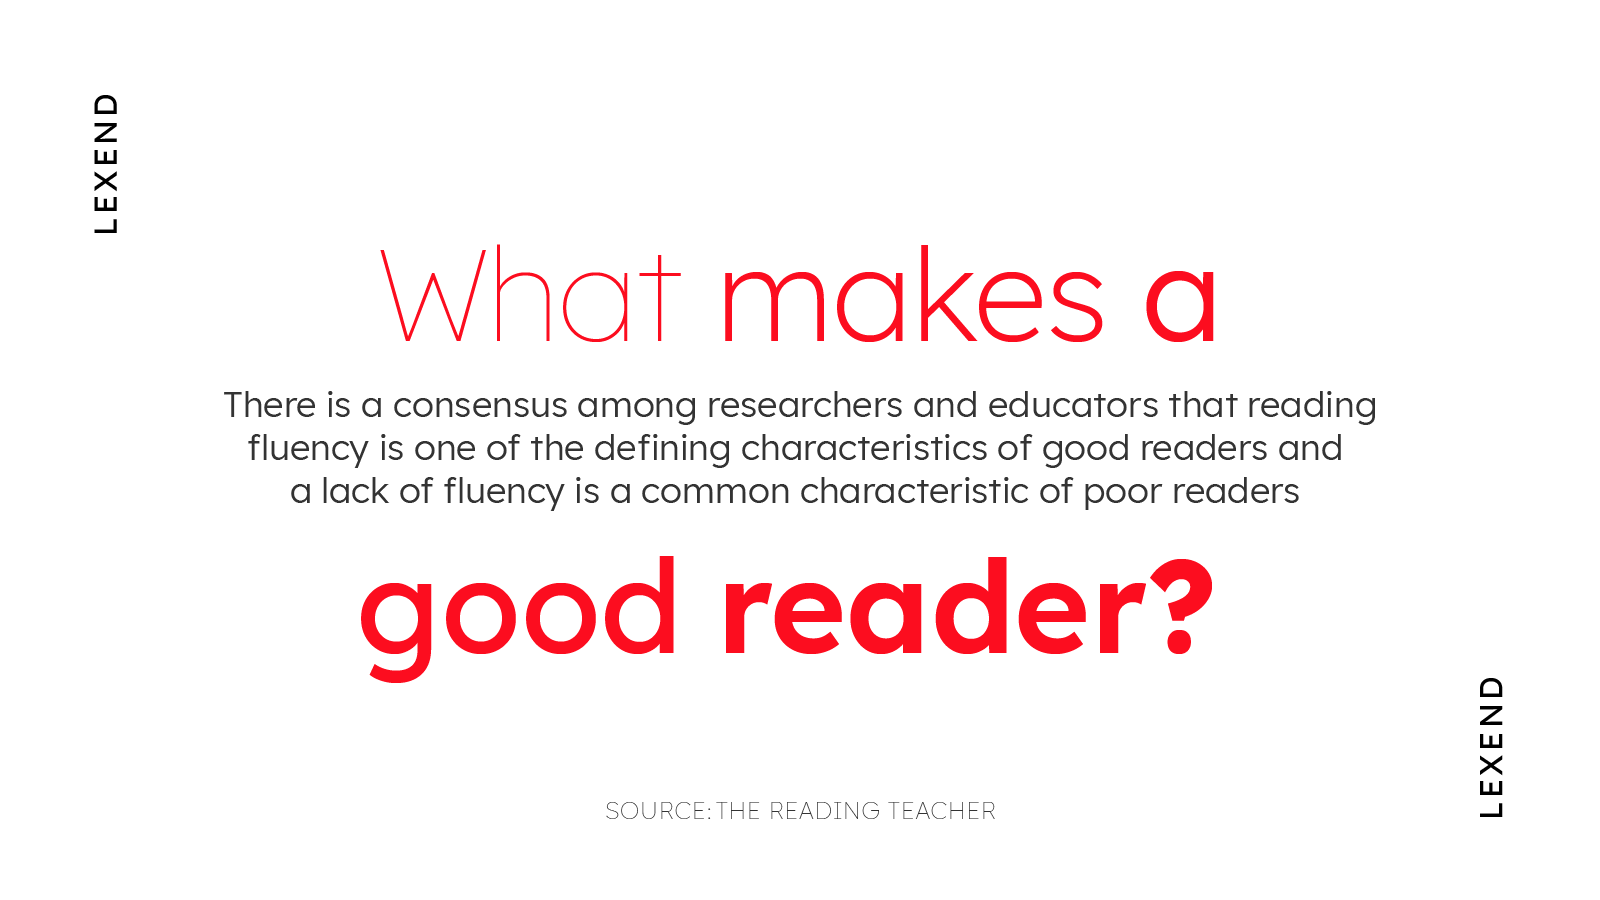 LEXEND
What makes a
There is a consensus among researchers and educators that reading
fluency is one of the defining characteristics of good readers and
a lack of fluency is a common characteristic of poor readers
good reader?
LEXEND
SOURCE: THE READING TEACHER